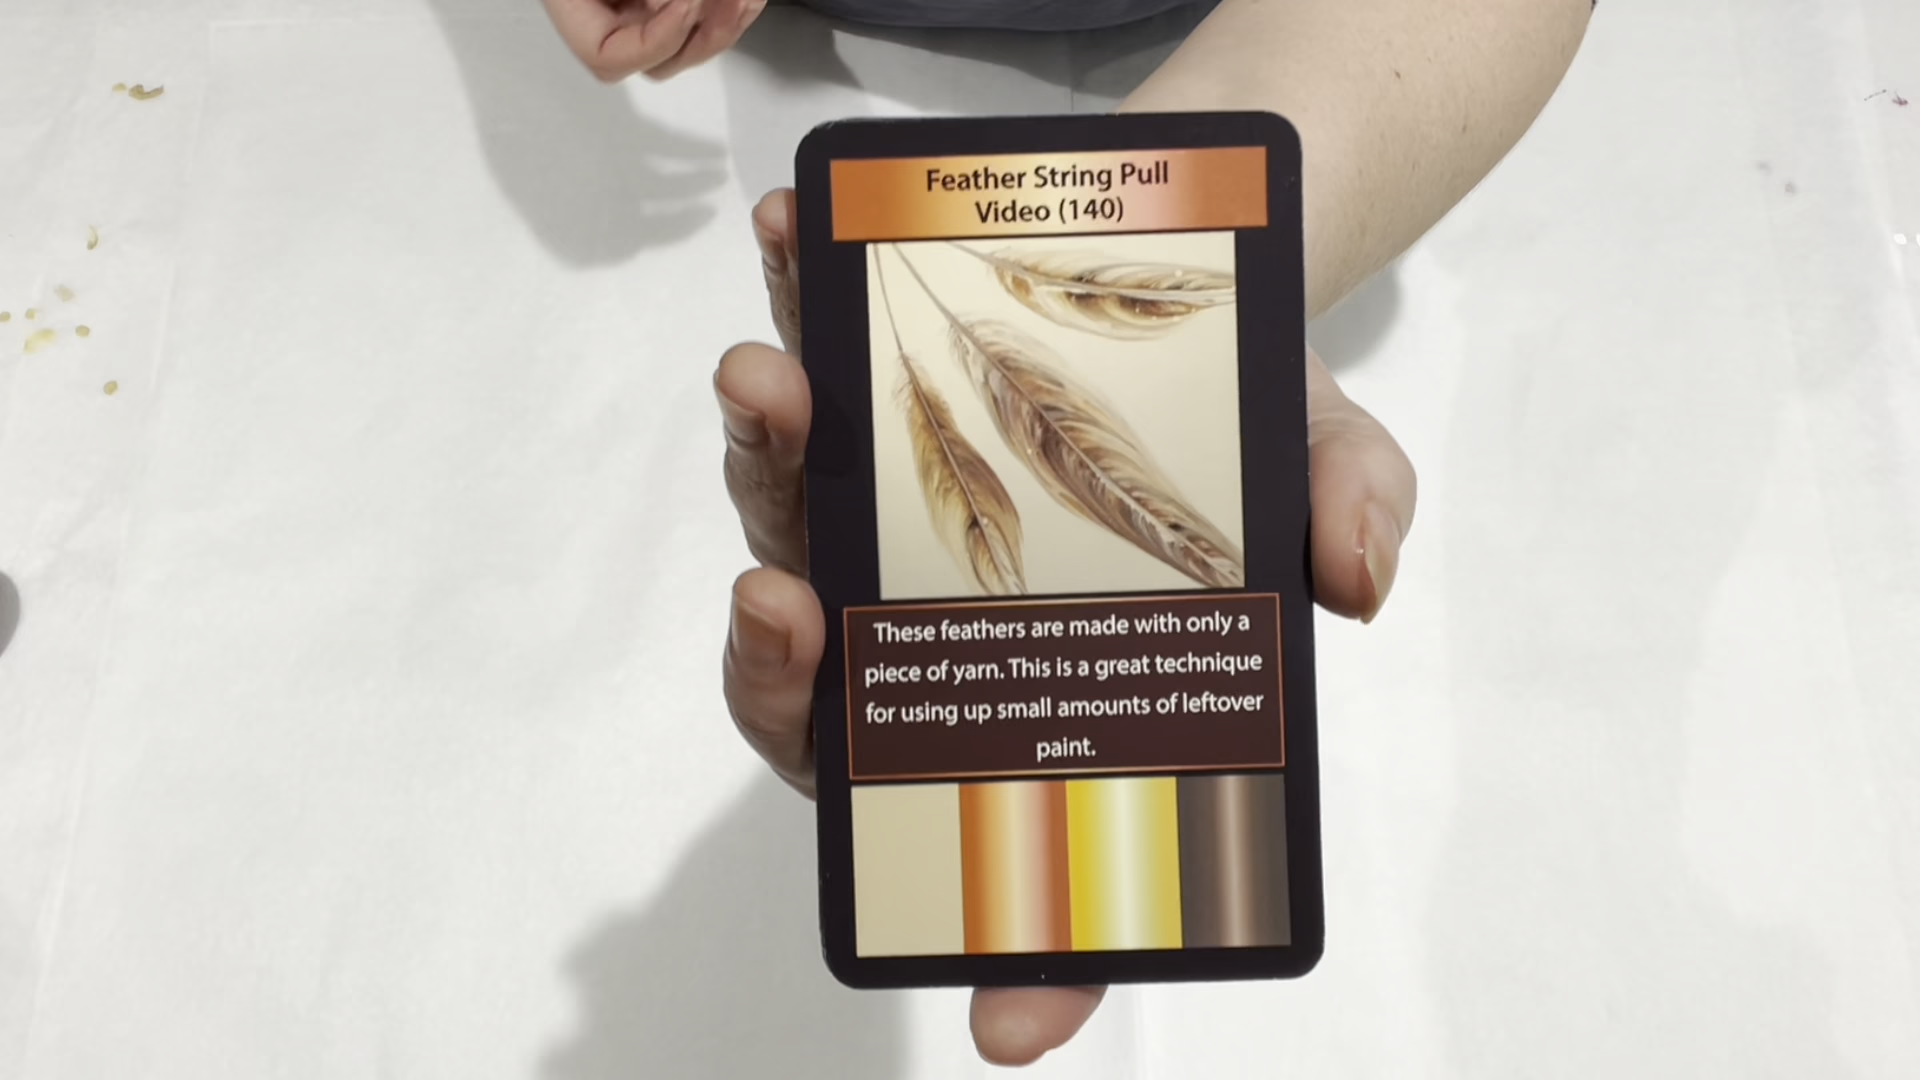 Feather String Pull
Video (140)
These feathers are made with only a
piece of yarn. This is a great technique
for using up small amounts of leftover
paint.